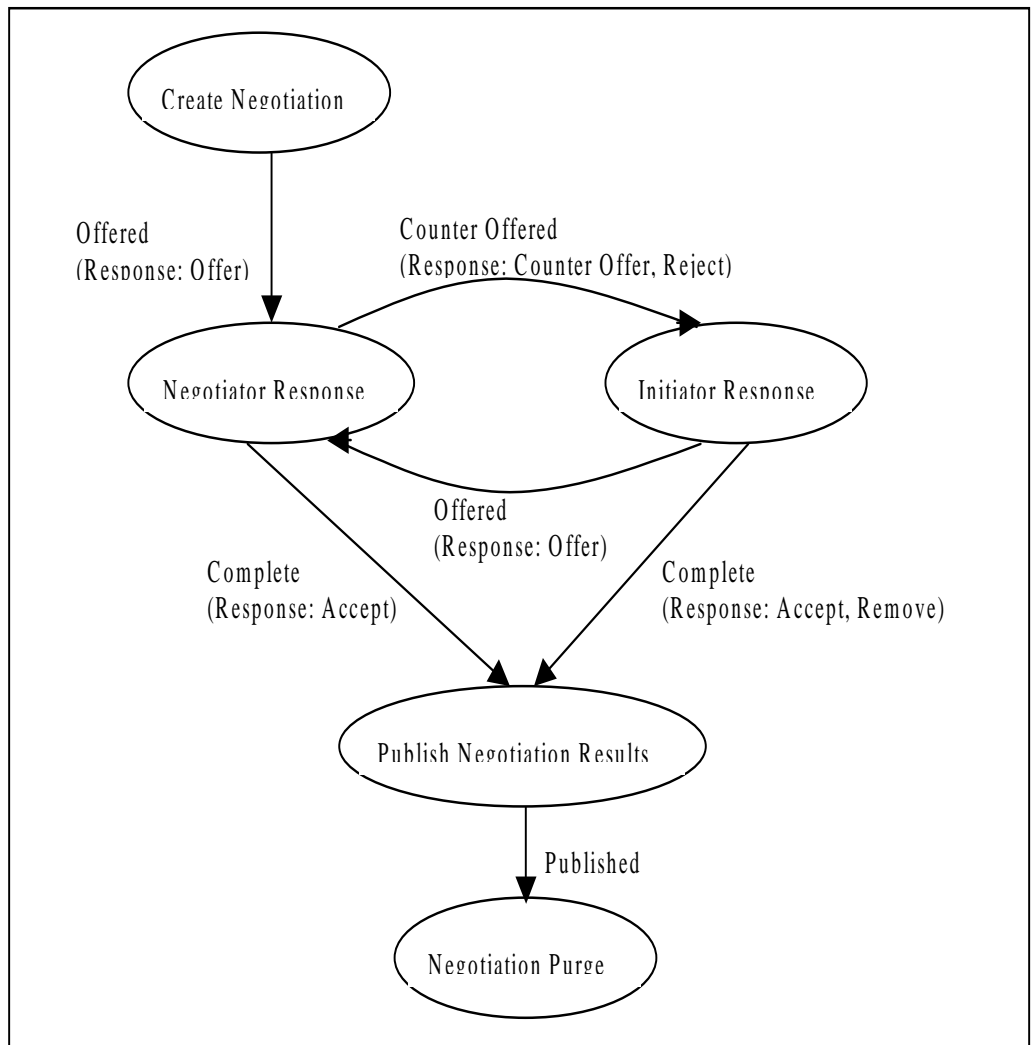 Create Negotiation
Offered
(Response: Offer)
Counter Offered
(Response: Counter Offer, Reject)
Negotiator Response
Initiator Response
Offered
(Response: Offer)
Complete
(Response: Accept)
Complete
(Response: Accept, Remove)
Publish Negotiation Results
Published
Negotiation Purge